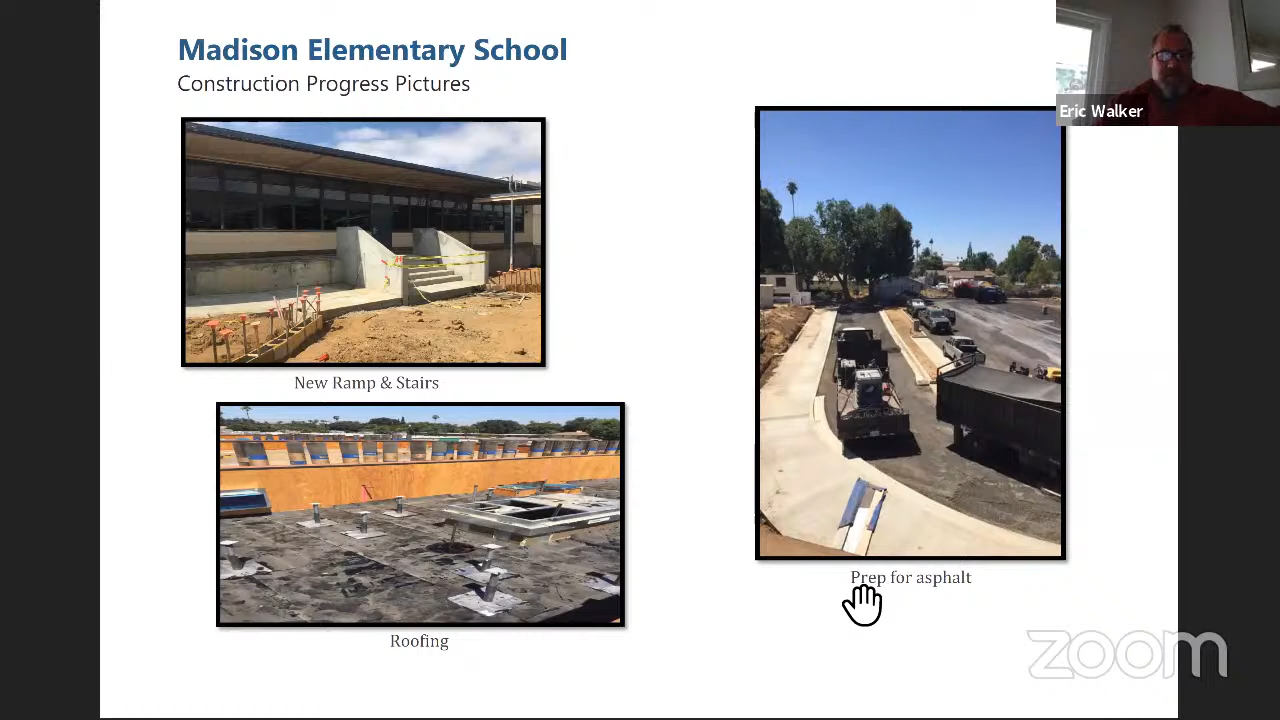 Madison Elementary School
Construction Progress Pictures
Eric Walker
New Ramp & Stairs
Prep for asphalt
Roofing
zoom